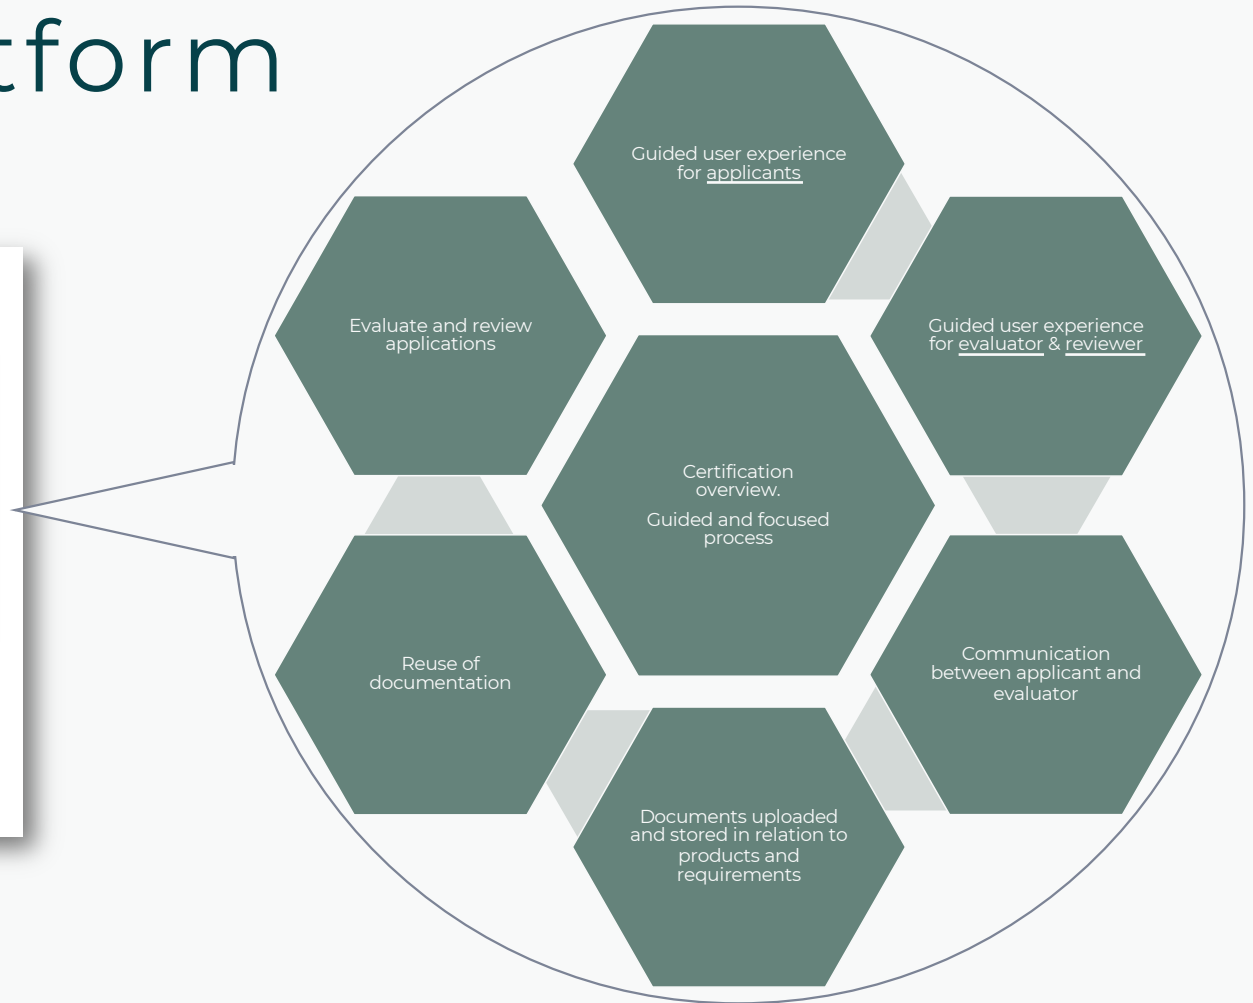 tform
Guided user experience
for applicants
Guided user experience
for evaluator & reviewer
Communication
between applicant and
evaluator
Documents uploaded
and stored in relation to
products and
requirements
Reuse of
documentation
Evaluate and review
applications
Certification
overview.
Guided and focused
process